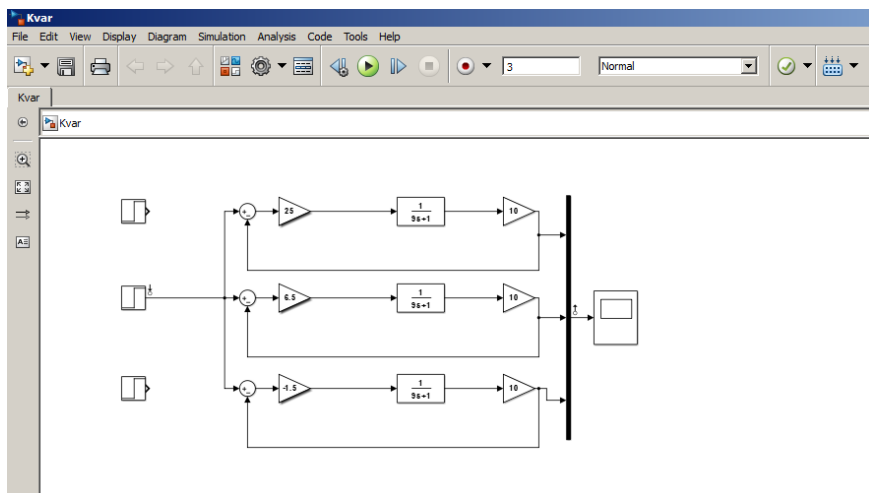 Kvar
File Edit View Display Diagram Simulation Analysis Code Tools Help
3 Normal
Kvar
Kvar
25 1 10
9s+1
6.5 1 10
9s+1
-1.5 1 10
9s+1